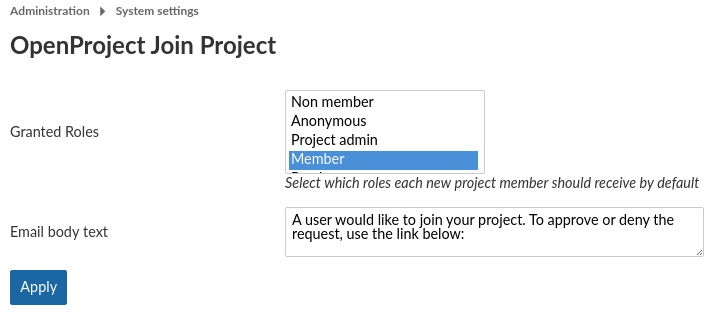 Administration
System settings
OpenProject Join Project
Granted Roles
Non member
Anonymous
Project admin
Member
Select which roles each new project member should receive by default
Email body text
A user would like to join your project. To approve or deny the
request, use the link below:
Apply